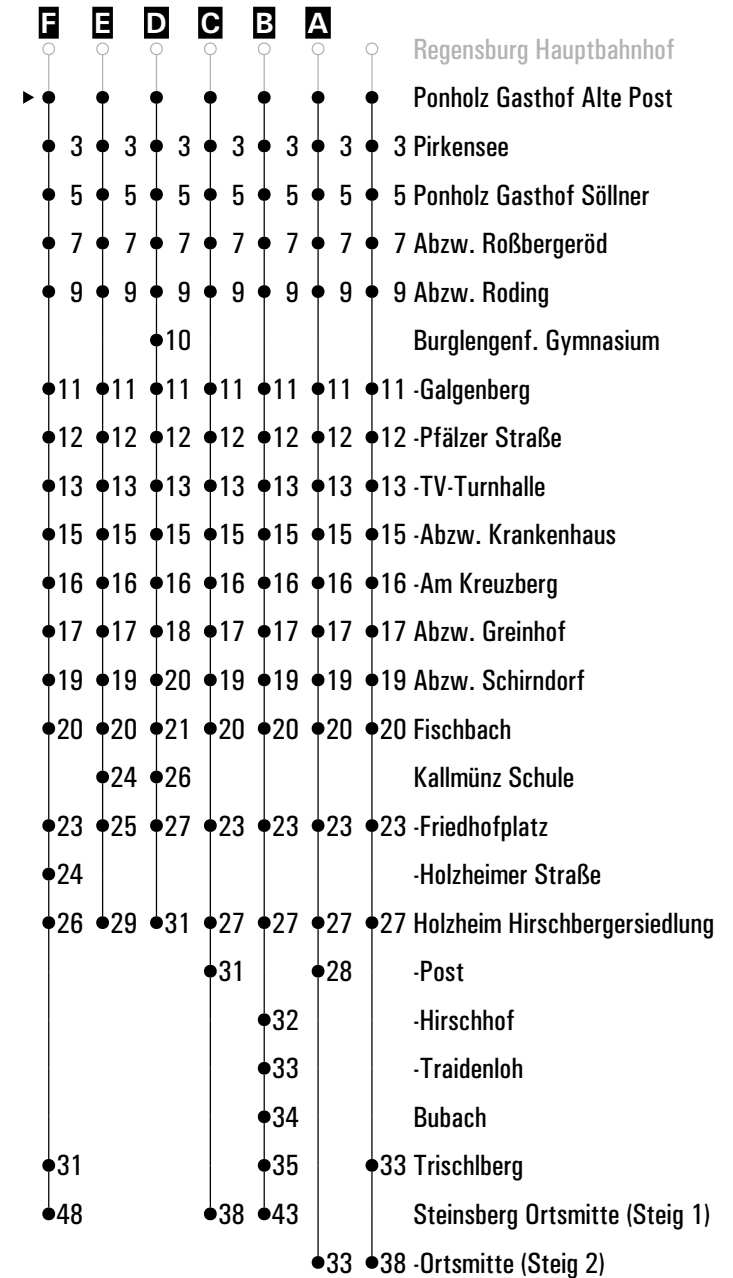 F E D C B A
Regensburg Hauptbahnhof
Ponholz Gasthof Alte Post
3 3 3 3 3 3 3 Pirkensee
5 5 5 5 5 5 5 Ponholz Gasthof Söllner
7 7 7 7 7 7 7 Abzw. Roßbergeröd
9 9 9 9 9 9 9 Abzw. Roding
10 Burglengenf. Gymnasium
11 11 11 11 11 11 11 -Galgenberg
12 12 12 12 12 12 12 -Pfälzer Straße
13 13 13 13 13 13 13 -TV-Turnhalle
15 15 15 15 15 15 15 -Abzw. Krankenhaus
16 16 16 16 16 16 16 -Am Kreuzberg
17 17 18 17 17 17 17 Abzw. Greinhof
19 19 20 19 19 19 19 Abzw. Schirndorf
20 20 21 20 20 20 20 Fischbach
24 26 Kallmünz Schule
23 25 27 23 23 23 23 -Friedhofplatz
24 -Holzheimer Straße
26 29 31 27 27 27 27 Holzheim Hirschbergersiedlung
31 28 -Post
32 -Hirschhof
33 -Traidenloh
34 Bubach
31 35 33 Trischlberg
48 38 43 Steinsberg Ortsmitte (Steig 1)
33 38 -Ortsmitte (Steig 2)